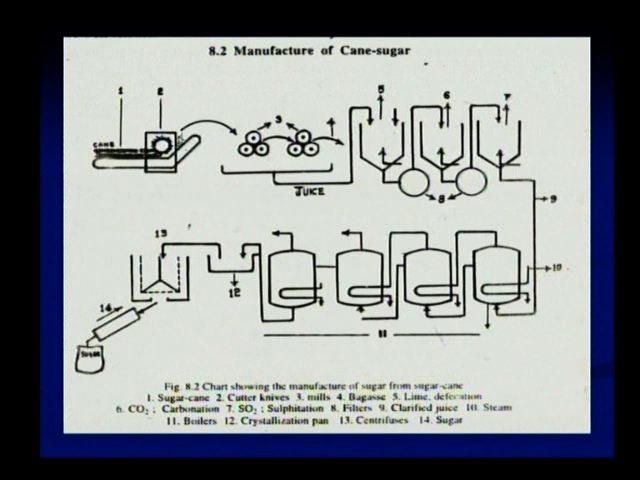 8.2 Manufacture of Cane-sugar
1 2 3 4 5 6 7
CANE
JUICE
8 9
13
12 10
14
11
SUGAR
Fig. 8.2 Chart showing the manufacture of sugar from sugar-cane
1. Sugar-cane 2. Cutter knives 3. mills 4. Bagasse 5. Lime, defecation
6. CO2 ; Carbonation 7. SO2 ; Sulphitation 8. Filters 9. Clarified juice 10. Steam
11. Boilers 12. Crystallization pan 13. Centrifuses 14. Sugar